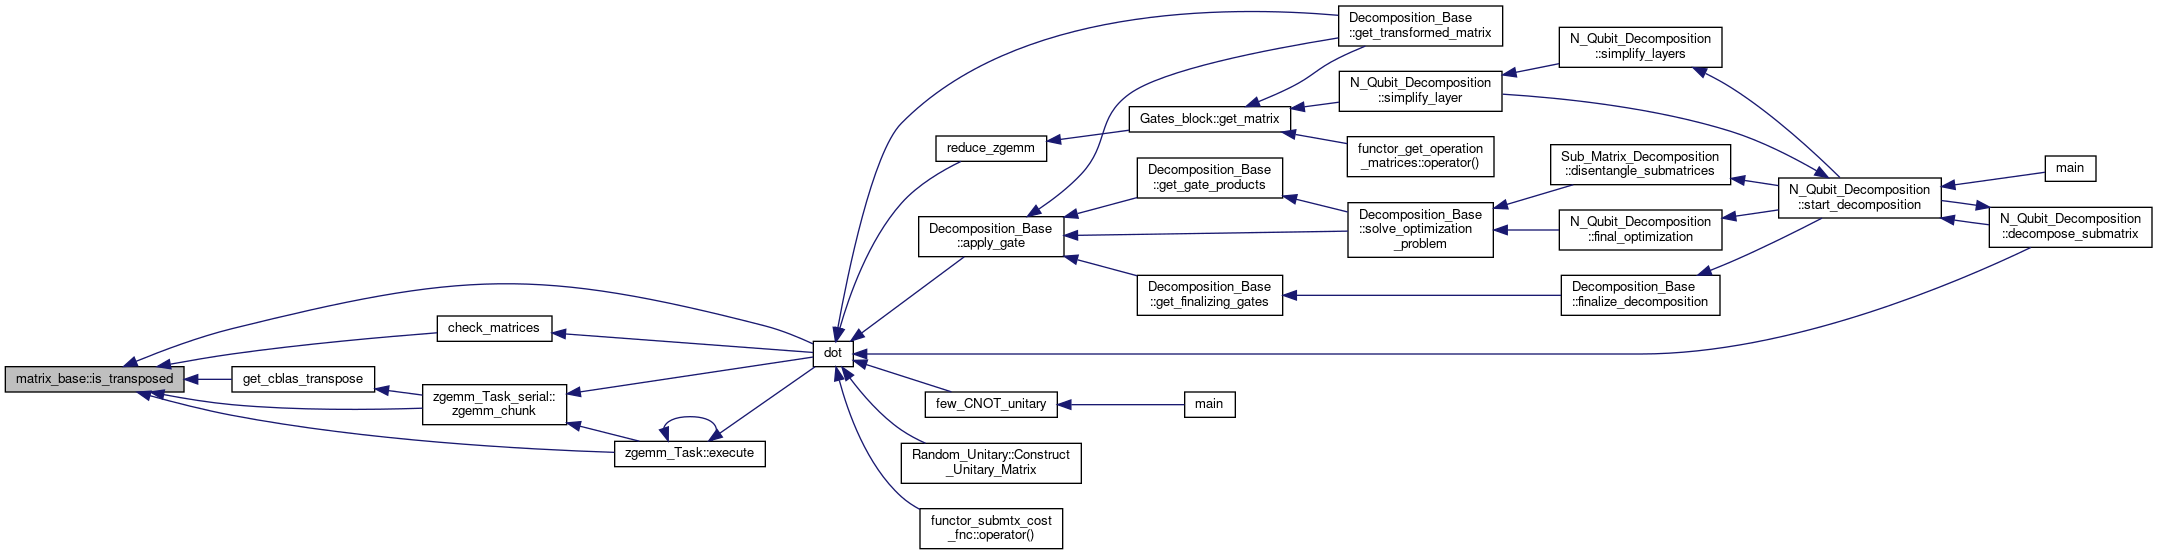 matrix_base::is_transposed
check_matrices
get_cblas_transpose
zgemm_Task_serial::
zgemm_chunk
zgemm_Task::execute
dot
reduce_zgemm
Decomposition_Base
::apply_gate
few_CNOT_unitary
Random_Unitary::Construct
_Unitary_Matrix
functor_submtx_cost
_fnc::operator()
Gates_block::get_matrix
Decomposition_Base
::get_gate_products
Decomposition_Base
::get_finalizing_gates
main
Decomposition_Base
::get_transformed_matrix
N_Qubit_Decomposition
::simplify_layer
functor_get_operation
_matrices::operator()
Decomposition_Base
::solve_optimization
_problem
N_Qubit_Decomposition
::simplify_layers
Sub_Matrix_Decomposition
::disentangle_submatrices
N_Qubit_Decomposition
::final_optimization
Decomposition_Base
::finalize_decomposition
N_Qubit_Decomposition
::start_decomposition
main
N_Qubit_Decomposition
::decompose_submatrix